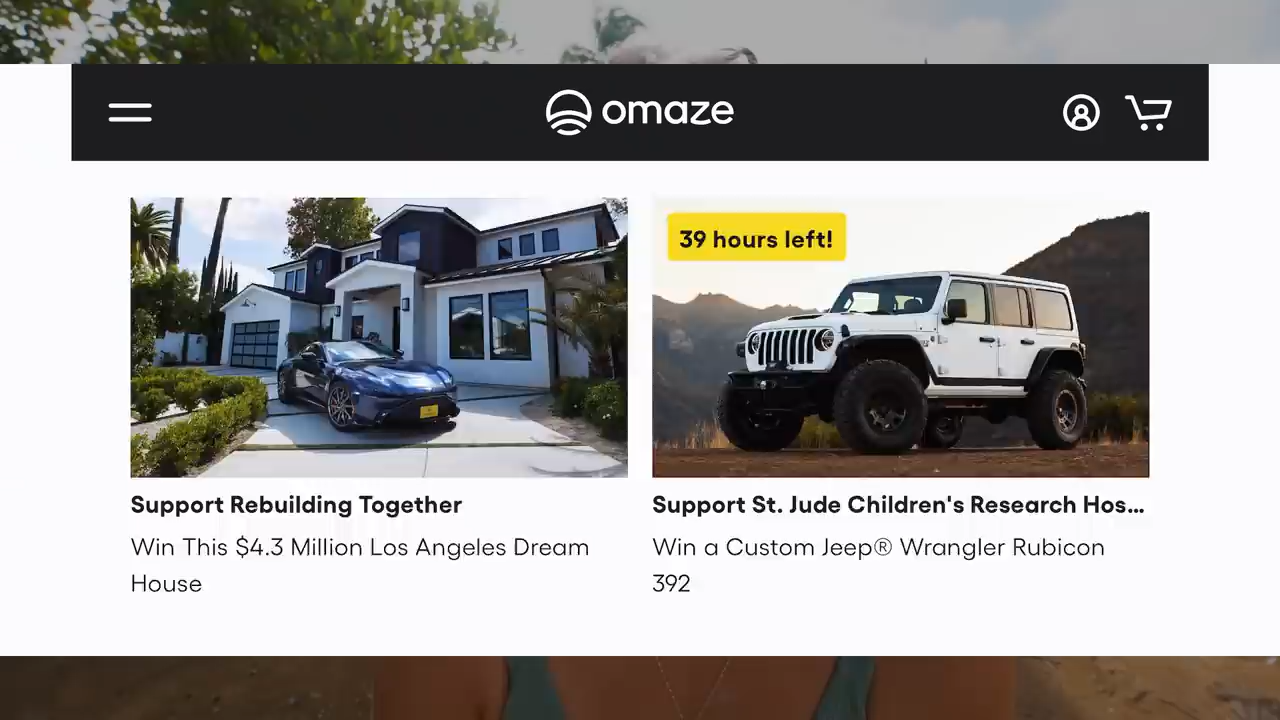 omaze
39 hours left!
Support Rebuilding Together
Win This $4.3 Million Los Angeles Dream
House
Support St. Jude Children's Research Hos...
Win a Custom Jeep® Wrangler Rubicon
392